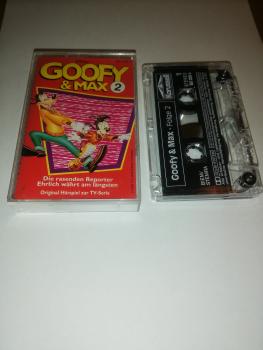 GOOFY
& MAX 2
Die rasenden Reporter
Ehrlich währt am längsten
Original Hörspiel zur TV-Serie
Goofy & Max · Folge 2
STEREO